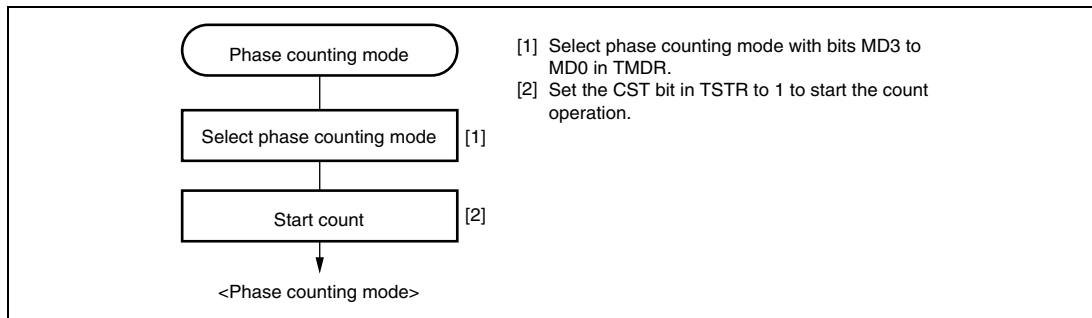 Phase counting mode
Select phase counting mode
[1]
Start count
[2]
<Phase counting mode>
[1] Select phase counting mode with bits MD3 to
MD0 in TMDR.
[2] Set the CST bit in TSTR to 1 to start the count
operation.